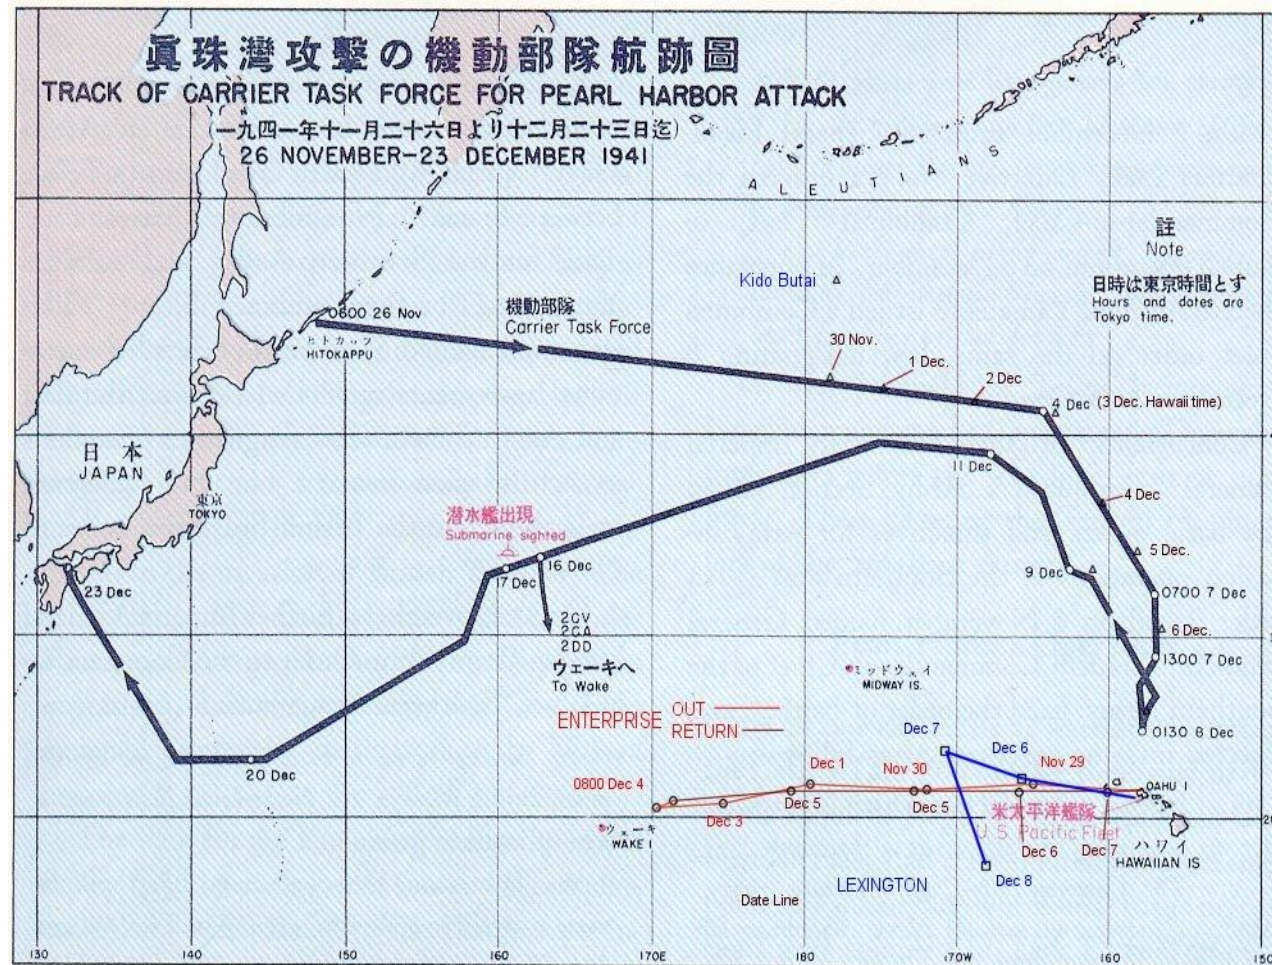 眞珠灣攻擊の機動部隊航跡圖
TRACK OF CARRIER TASK FORCE FOR PEARL HARBOR ATTACK
(一九四一年十一月二十六日より十二月二十三日迄)
26 NOVEMBER-23 DECEMBER 1941
ALEUTIANS
註
Note
日時は東京時間とす
Hours and dates are
Tokyo time.
Kido Butai
0600 26 Nov
ヒトカップ
HITOKAPPU
機動部隊
Carrier Task Force
30 Nov.
1 Dec.
2 Dec
4 Dec (3 Dec. Hawaii time)
日本
JAPAN
東京
TOKYO
11 Dec
4 Dec
潜水艦出現
Submarine sighted
5 Dec.
16 Dec
17 Dec
9 Dec
23 Dec
0700 7 Dec
2CV
2CA
2DD
6 Dec.
1300 7 Dec
ウェーキへ
To Wake
ミッドウェイ
MIDWAY IS.
ENTERPRISE
OUT
RETURN
Dec 7
0130 8 Dec
Dec 6
20 Dec
0800 Dec 4
Dec 1
Nov 30
Nov 29
OAHU I
Dec 3
Dec 5
Dec 5
米太平洋艦隊
U S Pacific Fleet
ウェーキ
WAKE I
Dec 6
Dec 7
ハワイ
HAWAIIAN IS
20
LEXINGTON
Dec 8
Date Line
130 140 150 160 170E 180 170W 160 150